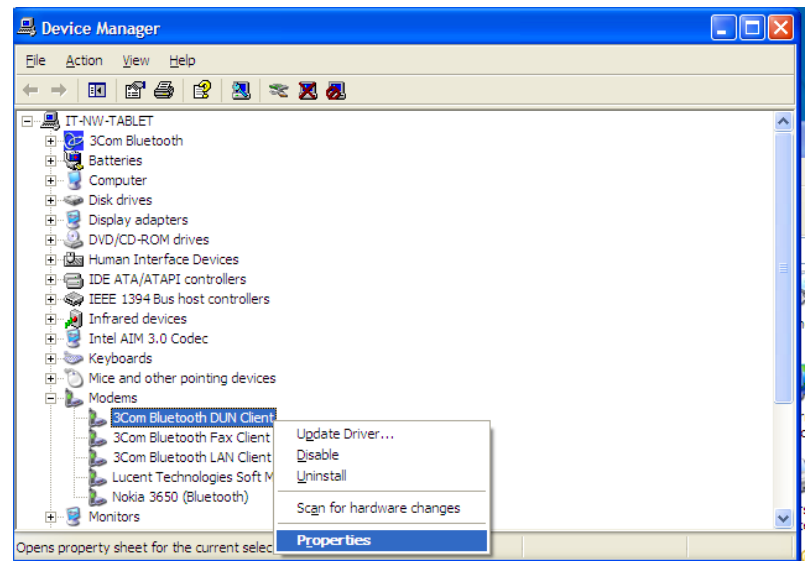 Device Manager
File Action View Help
IT-NW-TABLET
3Com Bluetooth
Batteries
Computer
Disk drives
Display adapters
DVD/CD-ROM drives
Human Interface Devices
IDE ATA/ATAPI controllers
IEEE 1394 Bus host controllers
Infrared devices
Intel AIM 3.0 Codec
Keyboards
Mice and other pointing devices
Modems
3Com Bluetooth DUN Client
3Com Bluetooth Fax Client
3Com Bluetooth LAN Client
Lucent Technologies Soft M
Nokia 3650 (Bluetooth)
Monitors
Update Driver...
Disable
Uninstall
Scan for hardware changes
Properties
Opens property sheet for the current selec